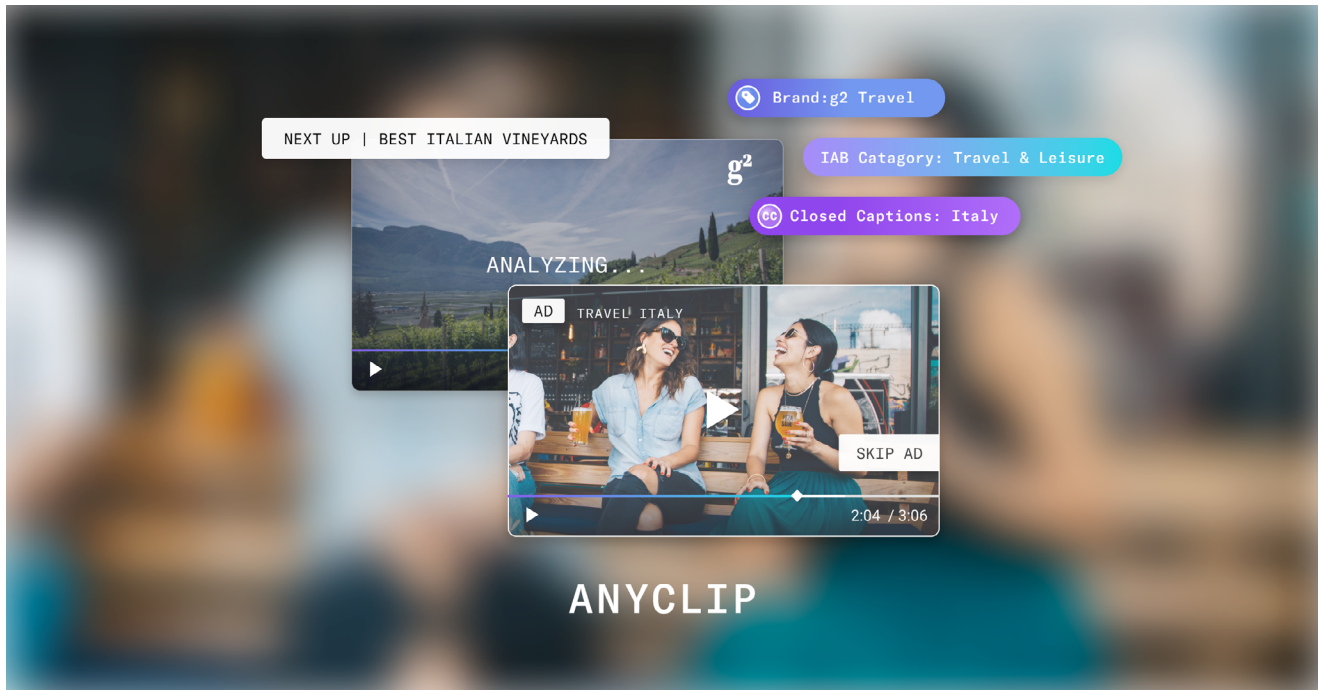 Brand:g2 Travel
NEXT UP | BEST ITALIAN VINEYARDS
IAB Catagory: Travel & Leisure
g²
CC Closed Captions: Italy
ANALYZING...
AD TRAVEL ITALY
SKIP AD
2:04 / 3:06
ANYCLIP